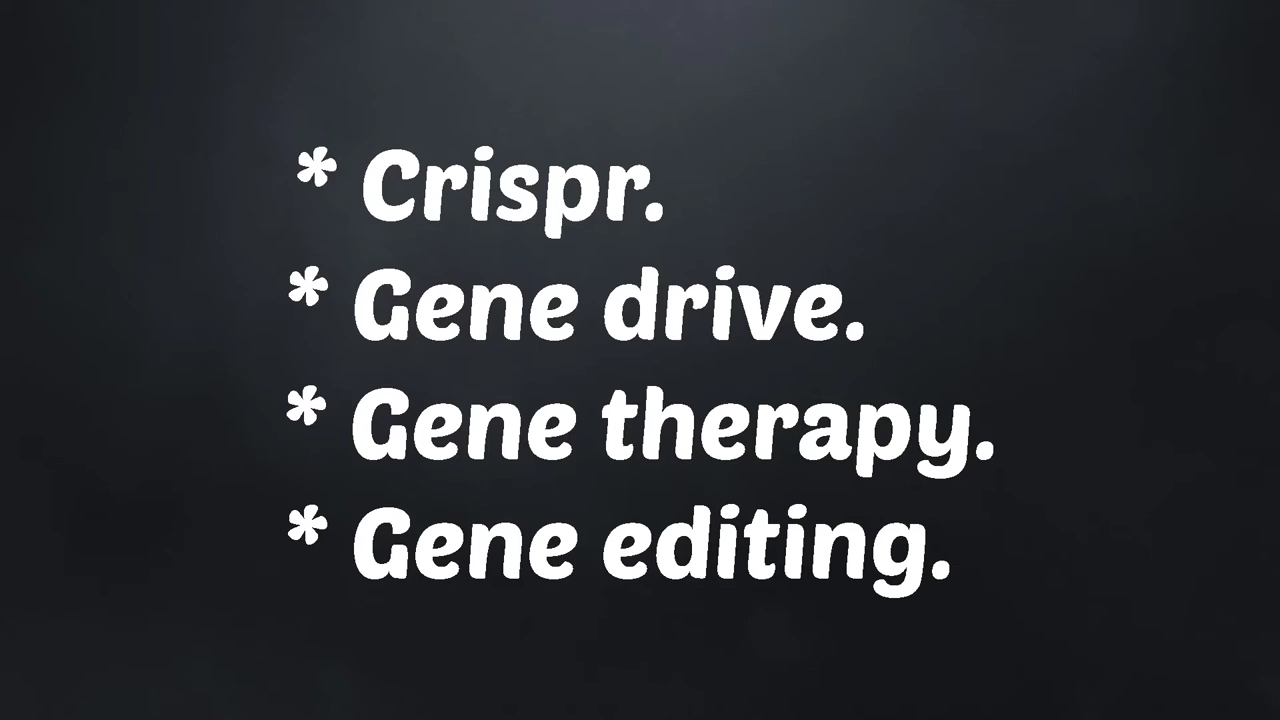 * Crispr.
* Gene drive.
* Gene therapy.
* Gene editing.